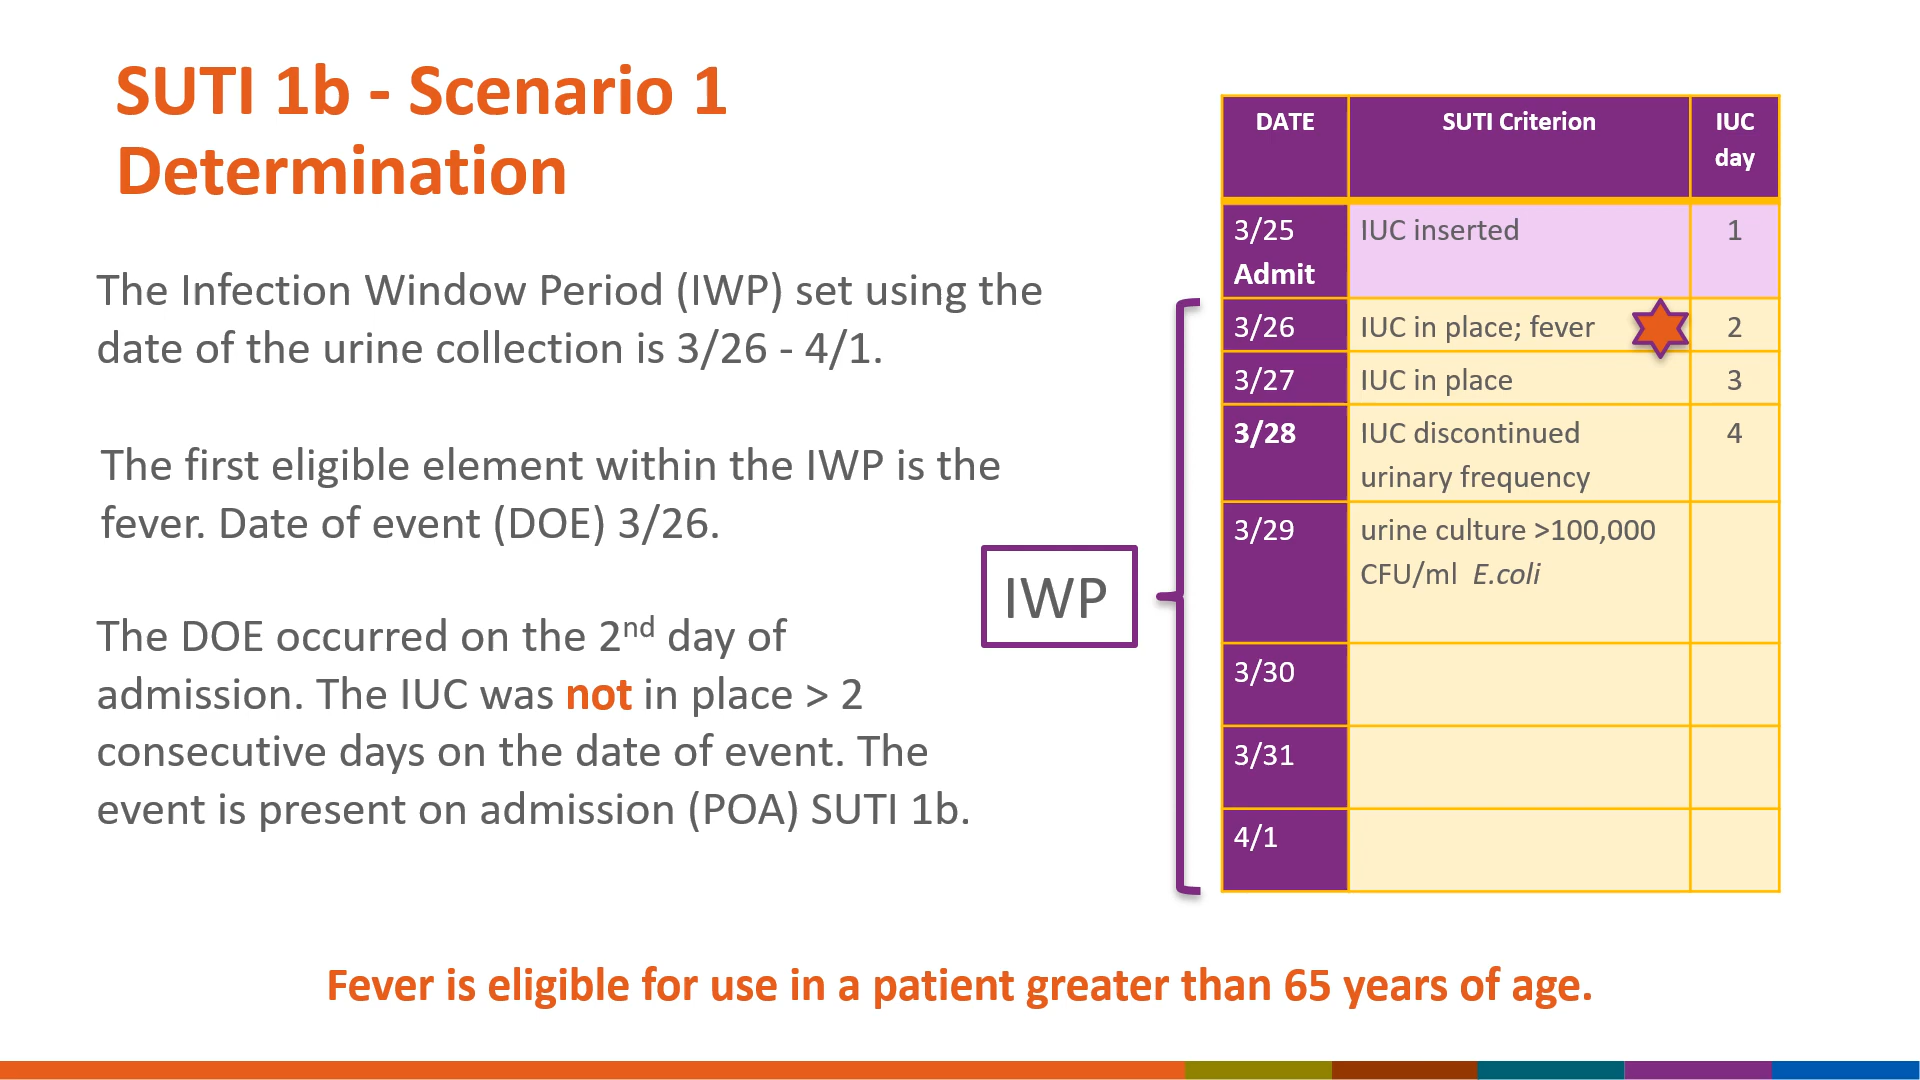 SUTI 1b - Scenario 1
Determination
The Infection Window Period (IWP) set using the
date of the urine collection is 3/26 - 4/1.
The first eligible element within the IWP is the
fever. Date of event (DOE) 3/26.
The DOE occurred on the 2nd day of
admission. The IUC was not in place > 2
consecutive days on the date of event. The
event is present on admission (POA) SUTI 1b.
IWP
DATE SUTI Criterion IUC
day
3/25 IUC inserted 1
Admit
3/26 IUC in place; fever 2
3/27 IUC in place 3
3/28 IUC discontinued 4
urinary frequency
3/29 urine culture >100,000
CFU/ml E.coli
3/30
3/31
4/1
Fever is eligible for use in a patient greater than 65 years of age.